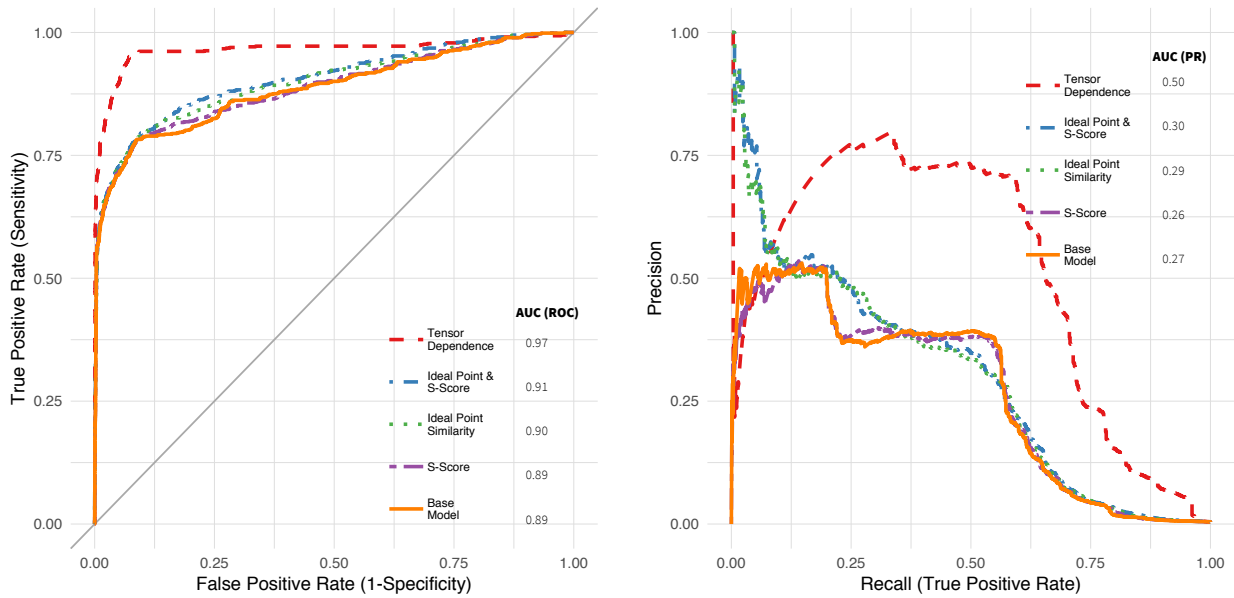 1.00
0.75
0.50
0.25
0.00
True Positive Rate (Sensitivity)
AUC (ROC)
Tensor
Dependence
0.97
Ideal Point &
S-Score
0.91
Ideal Point
Similarity
0.90
S-Score
0.89
Base
Model
0.89
0.00 0.25 0.50 0.75 1.00
False Positive Rate (1-Specificity)
1.00
0.75
0.50
0.25
0.00
Precision
AUC (PR)
Tensor
Dependence
0.50
Ideal Point &
S-Score
0.30
Ideal Point
Similarity
0.29
S-Score
0.26
Base
Model
0.27
0.00 0.25 0.50 0.75 1.00
Recall (True Positive Rate)